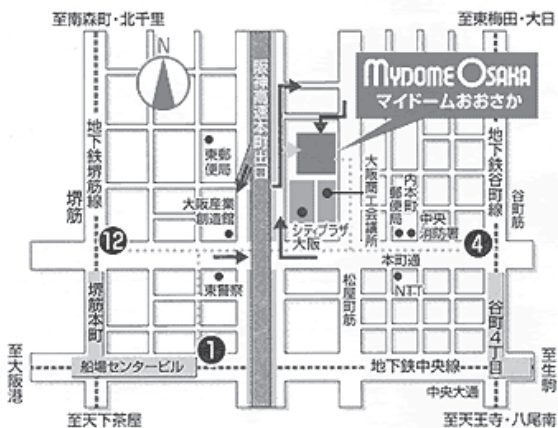 至南森町・北千里
至東梅田・大日
N
MYDOME OSAKA
マイドームおおさか
阪神高速本町出口
地下鉄堺筋線
堺筋
東郵便局
大阪産業創造館
シティプラザ大阪
大阪商工会議所
内本町郵便局
中央消防署
地下鉄谷町線
谷町筋
12
4
本町通
東警察
松屋町筋
NTT
堺筋本町
谷町4丁目
1
至大阪港
船場センタービル
地下鉄中央線
至生駒
中央大通
至天下茶屋
至天王寺・八尾南